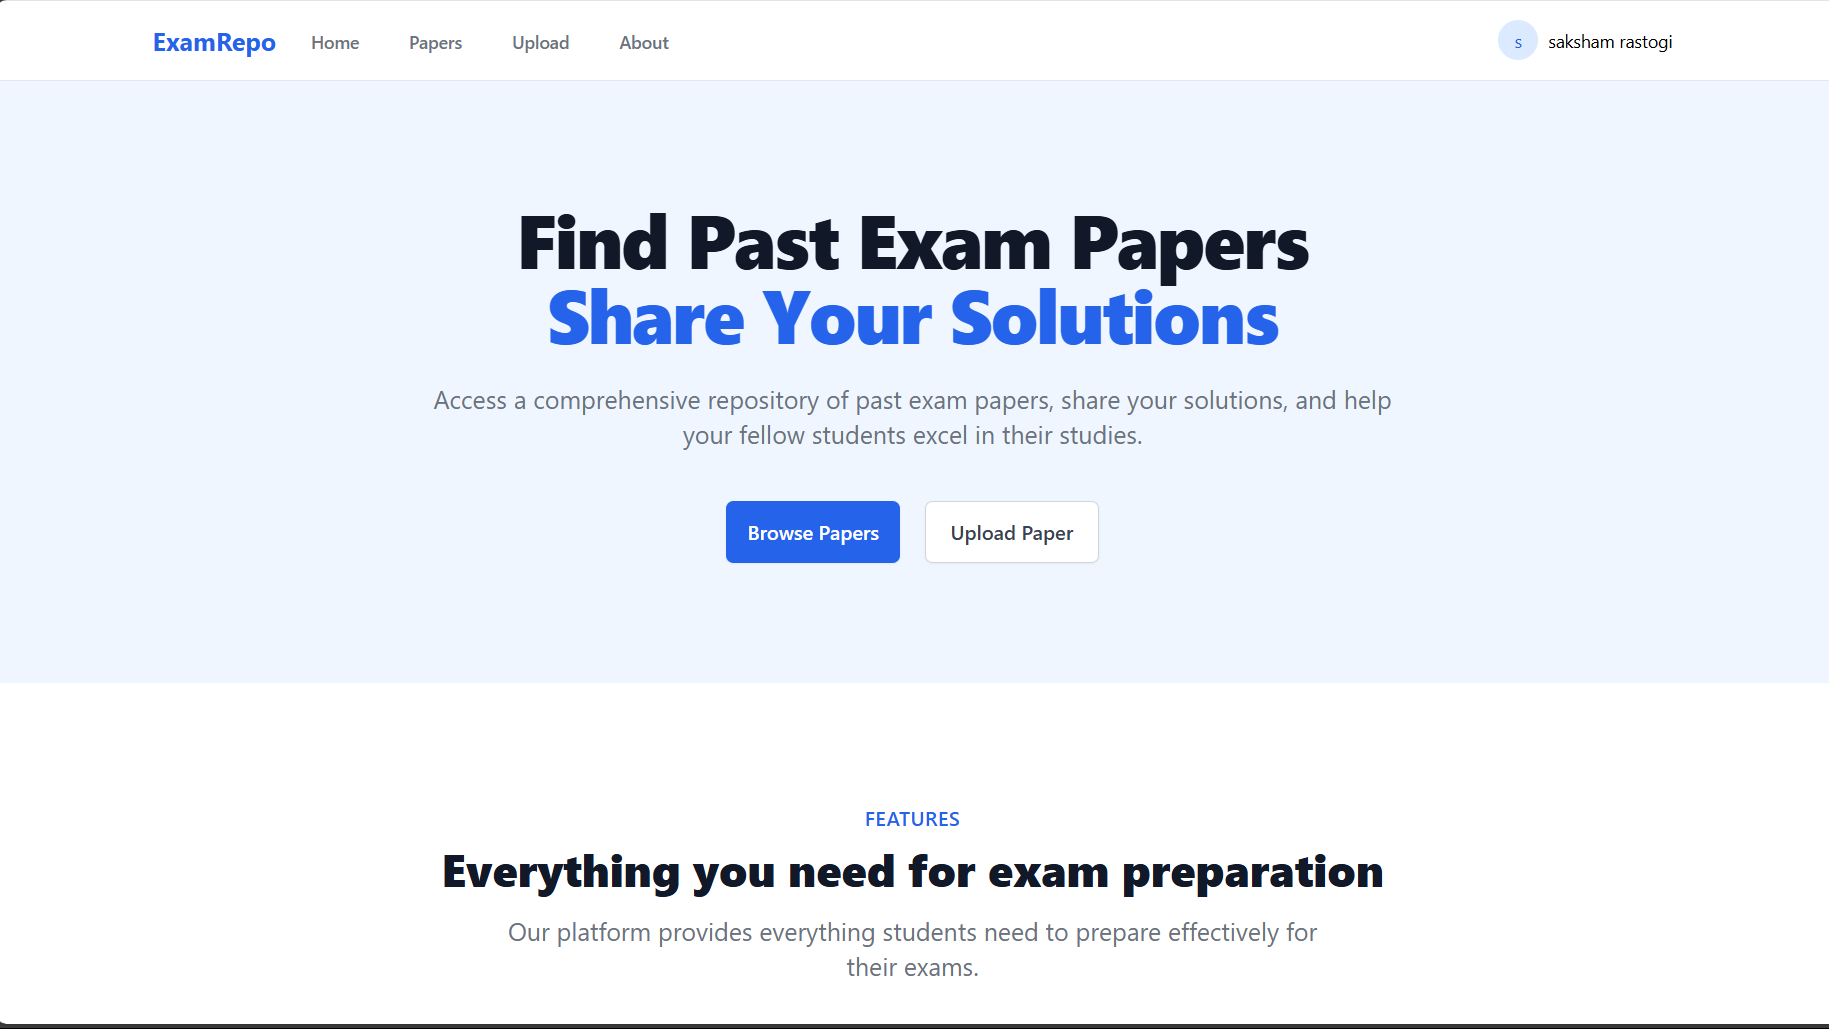 ExamRepo Home Papers Upload About s saksham rastogi
Find Past Exam Papers
Share Your Solutions
Access a comprehensive repository of past exam papers, share your solutions, and help
your fellow students excel in their studies.
Browse Papers Upload Paper
FEATURES
Everything you need for exam preparation
Our platform provides everything students need to prepare effectively for
their exams.